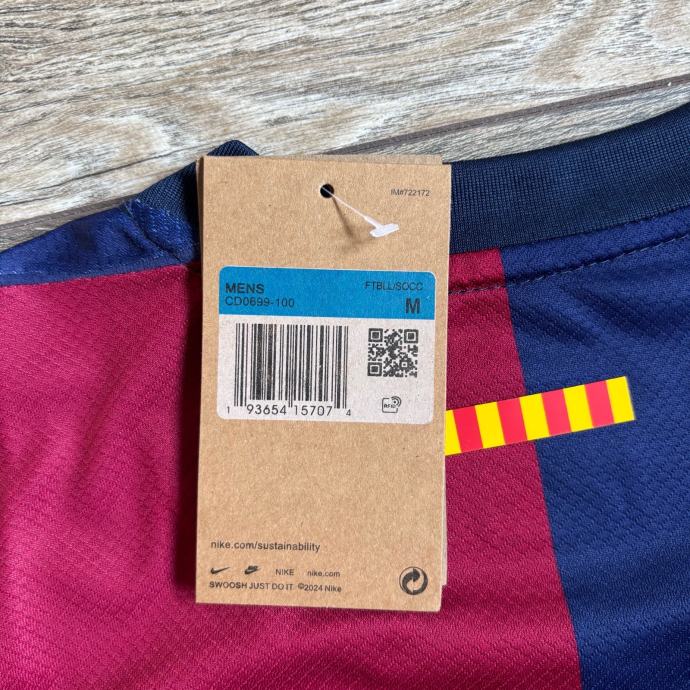 IM#722172
MENS FTBLL/SOCC
CD0699-100 M
1 93654 15707 4
RFID
nike.com/sustainability
NIKE nike.com
SWOOSH JUST DO IT ©2024 Nike